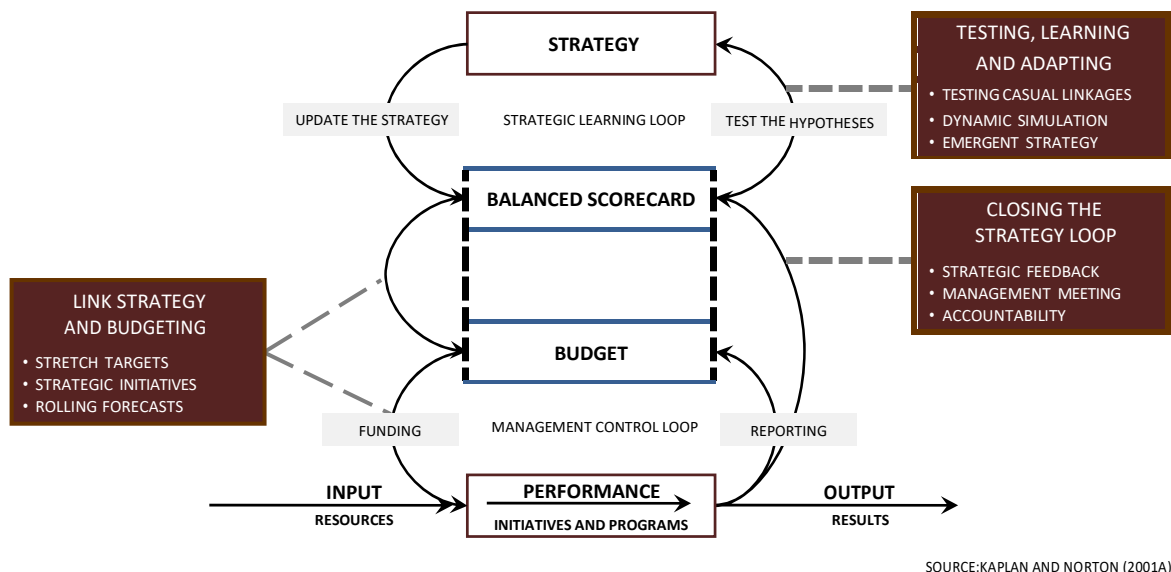 STRATEGY
TESTING, LEARNING
AND ADAPTING
• TESTING CASUAL LINKAGES
• DYNAMIC SIMULATION
• EMERGENT STRATEGY
UPDATE THE STRATEGY
STRATEGIC LEARNING LOOP
TEST THE HYPOTHESES
BALANCED SCORECARD
CLOSING THE
STRATEGY LOOP
• STRATEGIC FEEDBACK
• MANAGEMENT MEETING
• ACCOUNTABILITY
LINK STRATEGY
AND BUDGETING
• STRETCH TARGETS
• STRATEGIC INITIATIVES
• ROLLING FORECASTS
BUDGET
FUNDING
MANAGEMENT CONTROL LOOP
REPORTING
INPUT
RESOURCES
PERFORMANCE
INITIATIVES AND PROGRAMS
OUTPUT
RESULTS
SOURCE:KAPLAN AND NORTON (2001A)